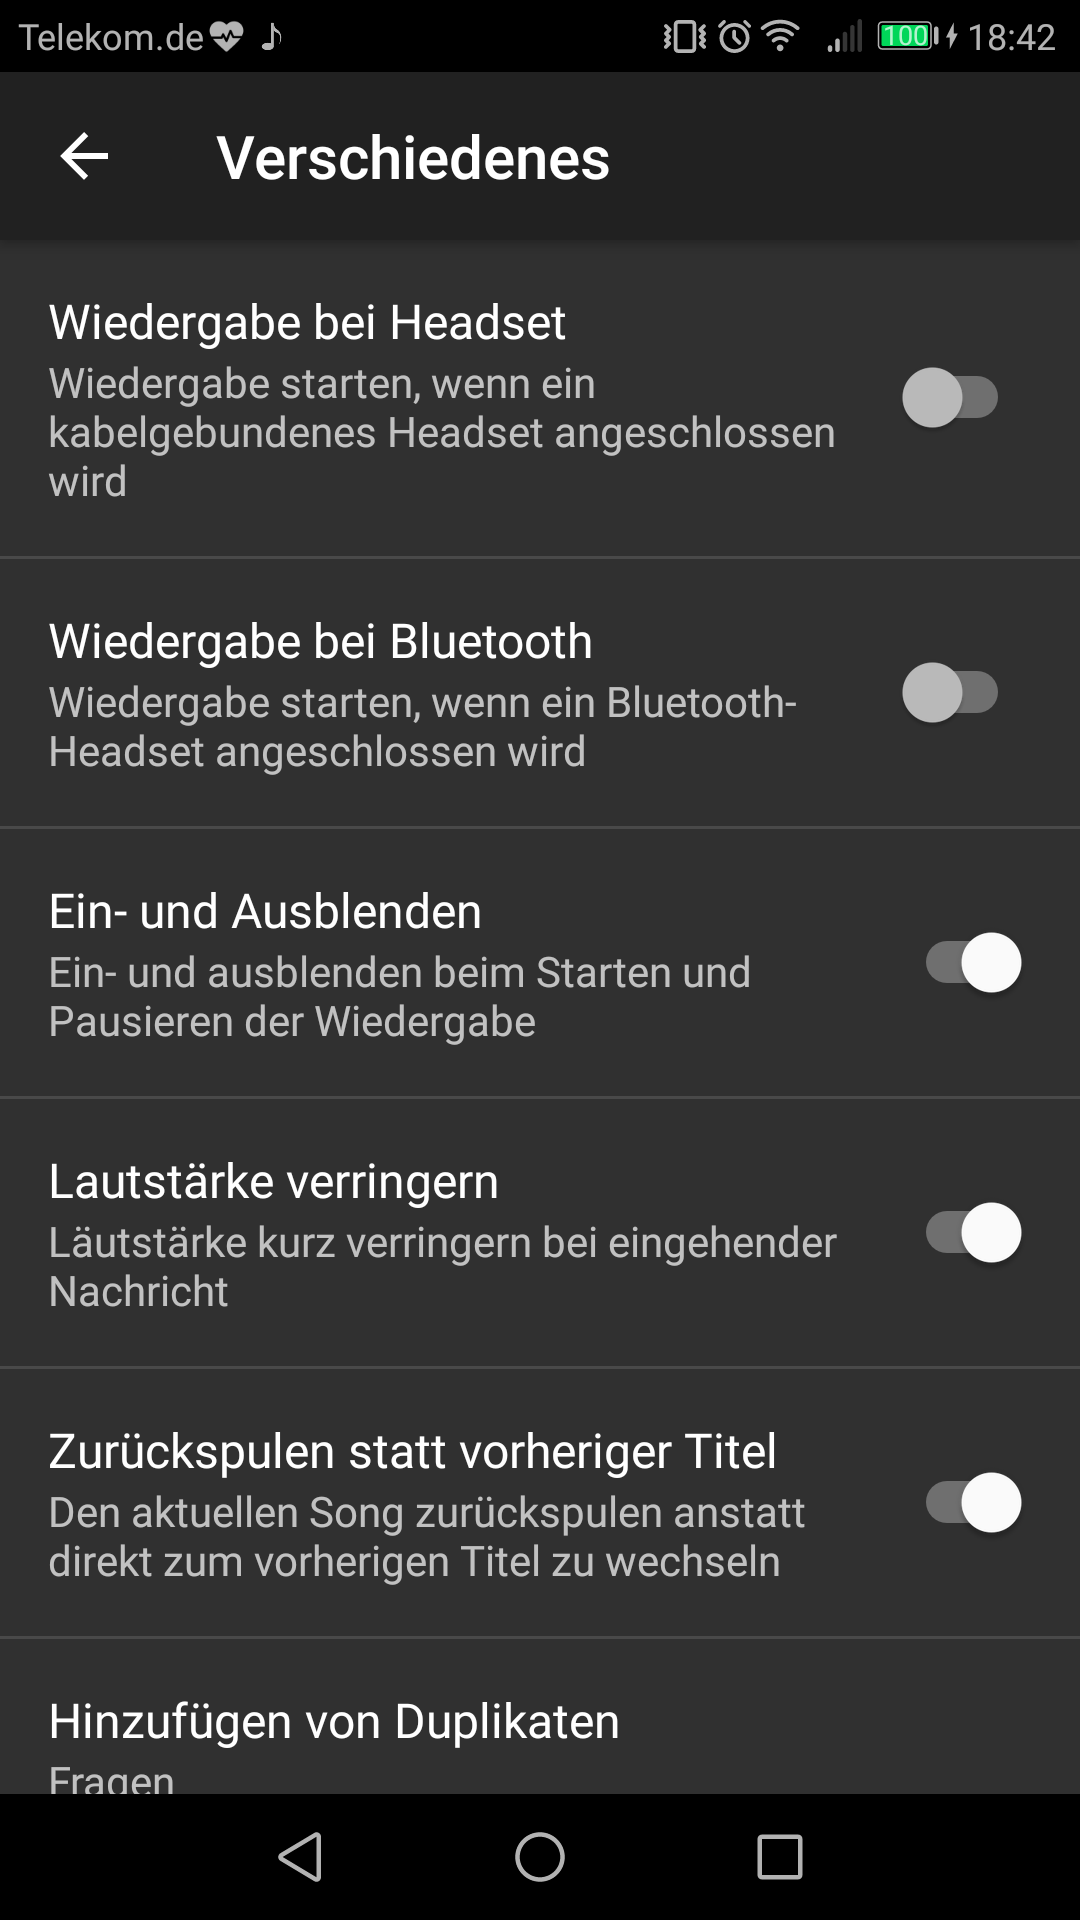 Telekom.de 100 18:42
Verschiedenes
Wiedergabe bei Headset
Wiedergabe starten, wenn ein
kabelgebundenes Headset angeschlossen
wird
Wiedergabe bei Bluetooth
Wiedergabe starten, wenn ein Bluetooth-
Headset angeschlossen wird
Ein- und Ausblenden
Ein- und ausblenden beim Starten und
Pausieren der Wiedergabe
Lautstärke verringern
Läutstärke kurz verringern bei eingehender
Nachricht
Zurückspulen statt vorheriger Titel
Den aktuellen Song zurückspulen anstatt
direkt zum vorherigen Titel zu wechseln
Hinzufügen von Duplikaten
Fragen